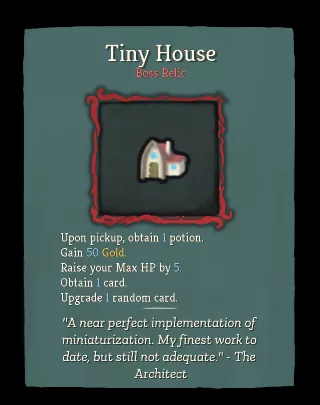 Tiny House
Boss Relic
Upon pickup, obtain 1 potion.
Gain 50 Gold.
Raise your Max HP by 5.
Obtain 1 card.
Upgrade 1 random card.
"A near perfect implementation of
miniaturization. My finest work to
date, but still not adequate." - The
Architect